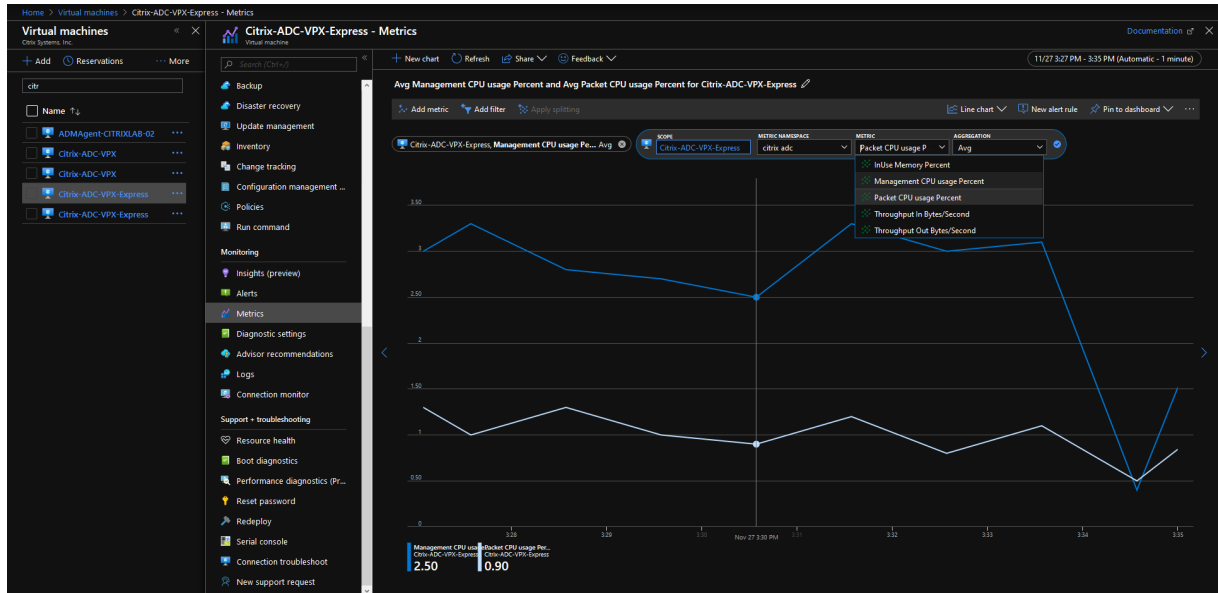 Home > Virtual machines > Citrix-ADC-VPX-Express - Metrics
Virtual machines
Citrix Systems, Inc.
+ Add Reservations ··· More
citr
Name ↑↓
ADMAgent-CITRIXLAB-02 ···
Citrix-ADC-VPX ···
Citrix-ADC-VPX ···
Citrix-ADC-VPX-Express ···
Citrix-ADC-VPX-Express ···
Citrix-ADC-VPX-Express - Metrics
Virtual machine
Documentation
Search (Ctrl+/)
Backup
Disaster recovery
Update management
Inventory
Change tracking
Configuration management ...
Policies
Run command
Monitoring
Insights (preview)
Alerts
Metrics
Diagnostic settings
Advisor recommendations
Logs
Connection monitor
Support + troubleshooting
Resource health
Boot diagnostics
Performance diagnostics (Pr...
Reset password
Redeploy
Serial console
Connection troubleshoot
New support request
+ New chart Refresh Share Feedback
11/27 3:27 PM - 3:35 PM (Automatic - 1 minute)
Avg Management CPU usage Percent and Avg Packet CPU usage Percent for Citrix-ADC-VPX-Express
Add metric Add filter Apply splitting
Line chart New alert rule Pin to dashboard ···
Citrix-ADC-VPX-Express, Management CPU usage Pe... Avg
SCOPE METRIC NAMESPACE METRIC AGGREGATION
Citrix-ADC-VPX-Express citrix adc Packet CPU usage P Avg
InUse Memory Percent
Management CPU usage Percent
Packet CPU usage Percent
Throughput In Bytes/Second
Throughput Out Bytes/Second
3.50
3
2.50
2
1.50
1
0.50
0
3:28 3:29 3:30 Nov 27 3:30 PM 3:31 3:32 3:33 3:34 3:35
Management CPU usa Packet CPU usage Per...
Citrix-ADC-VPX-Express Citrix-ADC-VPX-Express
2.50 0.90